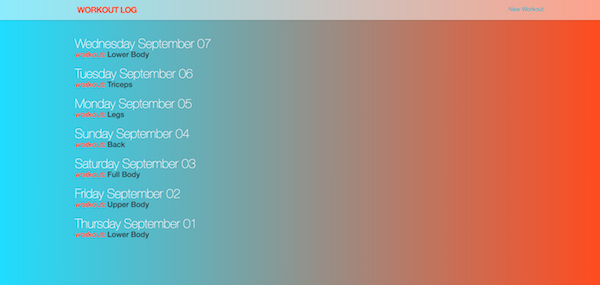 WORKOUT LOG
New Workout
Wednesday September 07
workout: Lower Body
Tuesday September 06
workout: Triceps
Monday September 05
workout: Legs
Sunday September 04
workout: Back
Saturday September 03
workout: Full Body
Friday September 02
workout: Upper Body
Thursday September 01
workout: Lower Body